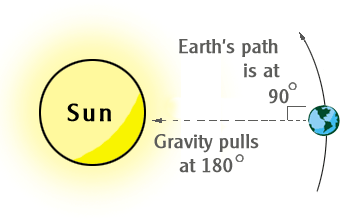 Earth's path
is at
90°
Sun
Gravity pulls
at 180°